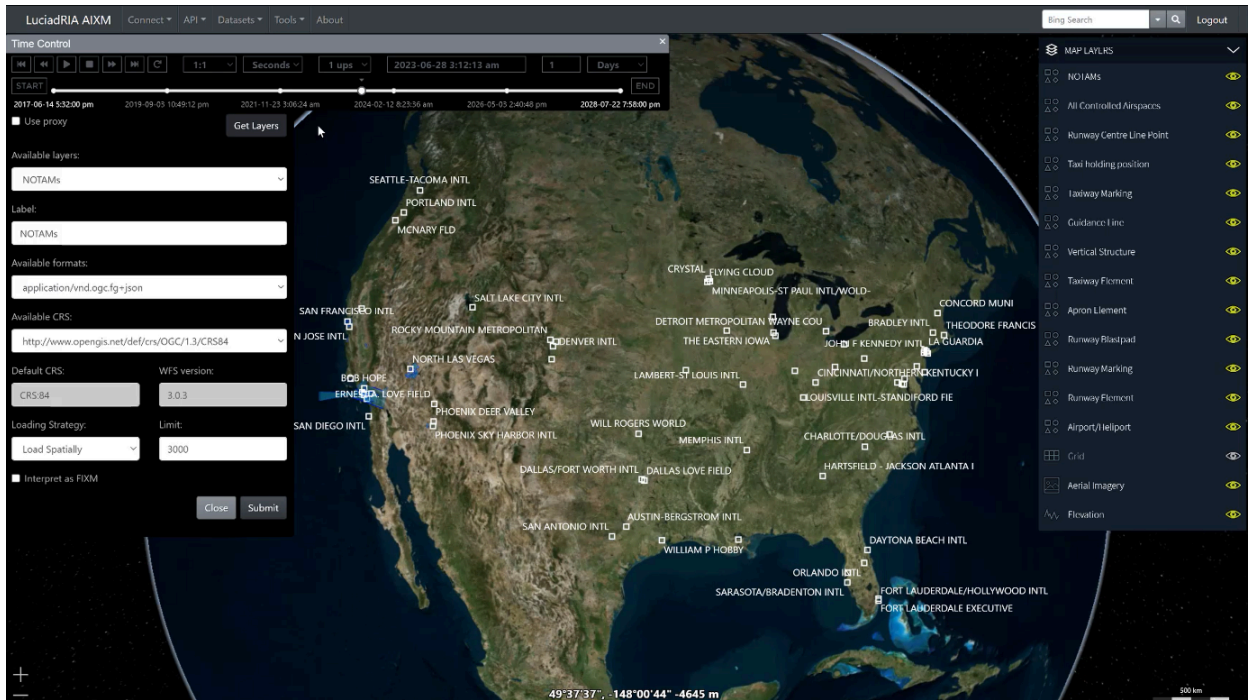 LuciadRIA AIXM Connect API Datasets Tools About Bing Search Logout
Time Control
1:1 Seconds 1 ups 2023-06-28 3:12:13 am 1 Days
START END
2017-06-14 5:32:00 pm 2019-09-03 10:49:12 pm 2021-11-23 3:06:24 am 2024-02-12 8:23:36 am 2026-05-03 2:40:48 pm 2028-07-22 7:58:00 pm
Use proxy
Get Layers
Available layers:
NOTAMs
Label:
NOTAMs
Available formats:
application/vnd.ogc.fg+json
Available CRS:
http://www.opengis.net/def/crs/OGC/1.3/CRS84
Default CRS: WFS version:
CRS:84 3.0.3
Loading Strategy: Limit:
Load Spatially 3000
Interpret as FIXM
Close Submit
SEATTLE-TACOMA INTL
PORTLAND INTL
MCNARY FLD
CRYSTAL FLYING CLOUD
MINNEAPOLIS-ST PAUL INTL/WOLD-
SALT LAKE CITY INTL
CONCORD MUNI
SAN FRANCISCO INTL
DETROIT METROPOLITAN WAYNE COU
BRADLEY INTL
THEODORE FRANCIS
N JOSE INTL
ROCKY MOUNTAIN METROPOLITAN
DENVER INTL
THE EASTERN IOWA
JOHN F KENNEDY INTL
LA GUARDIA
NORTH LAS VEGAS
LAMBERT-ST LOUIS INTL
CINCINNATI/NORTHERN KENTUCKY I
BOB HOPE
LOVE FIELD
LOUISVILLE INTL-STANDIFORD FIE
PHOENIX DEER VALLEY
SAN DIEGO INTL
PHOENIX SKY HARBOR INTL
WILL ROGERS WORLD
MEMPHIS INTL
CHARLOTTE/DOUGLAS INTL
DALLAS/FORT WORTH INTL
DALLAS LOVE FIELD
HARTSFIELD - JACKSON ATLANTA I
AUSTIN-BERGSTROM INTL
SAN ANTONIO INTL
WILLIAM P HOBBY
DAYTONA BEACH INTL
ORLANDO INTL
SARASOTA/BRADENTON INTL
FORT LAUDERDALE/HOLLYWOOD INTL
FORT LAUDERDALE EXECUTIVE
MAP LAYERS
NOTAMs
All Controlled Airspaces
Runway Centre Line Point
Taxi holding position
Taxiway Marking
Guidance Line
Vertical Structure
Taxiway Element
Apron Element
Runway Blastpad
Runway Marking
Runway Element
Airport/Heliport
Grid
Aerial Imagery
Elevation
49°37'37", -148°00'44" -4645 m
500 km